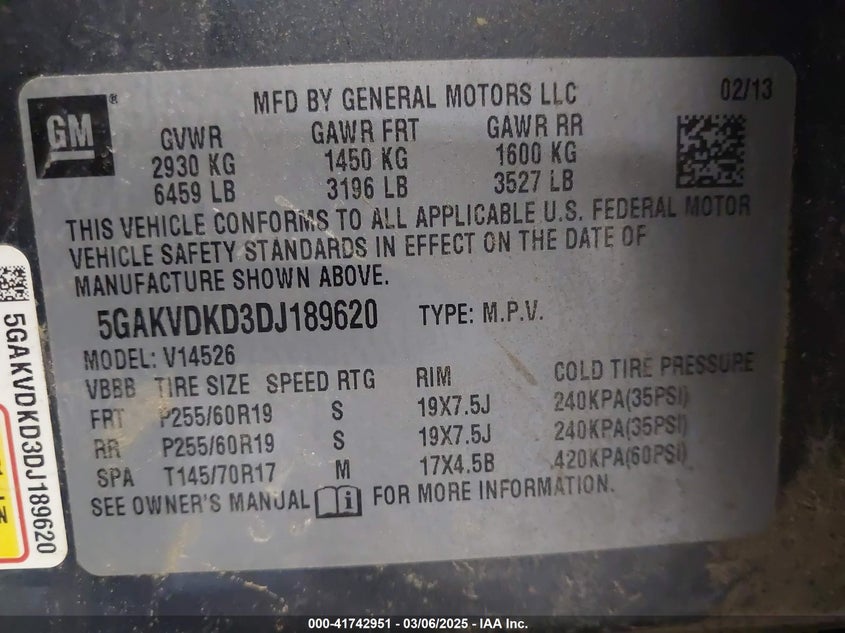 MFD BY GENERAL MOTORS LLC 02/13
GM ®
GVWR GAWR FRT GAWR RR
2930 KG 1450 KG 1600 KG
6459 LB 3196 LB 3527 LB
THIS VEHICLE CONFORMS TO ALL APPLICABLE U.S. FEDERAL MOTOR
VEHICLE SAFETY STANDARDS IN EFFECT ON THE DATE OF
MANUFACTURE SHOWN ABOVE.
5GAKVDKD3DJ189620 TYPE: M.P.V.
MODEL: V14526
VBBB TIRE SIZE SPEED RTG RIM COLD TIRE PRESSURE
FRT P255/60R19 S 19X7.5J 240KPA(35PSI)
RR P255/60R19 S 19X7.5J 240KPA(35PSI)
SPA T145/70R17 M 17X4.5B 420KPA(60PSI)
SEE OWNER'S MANUAL i FOR MORE INFORMATION.
5GAKVDKD3DJ189620
000-41742951 - 03/06/2025 - IAA Inc.